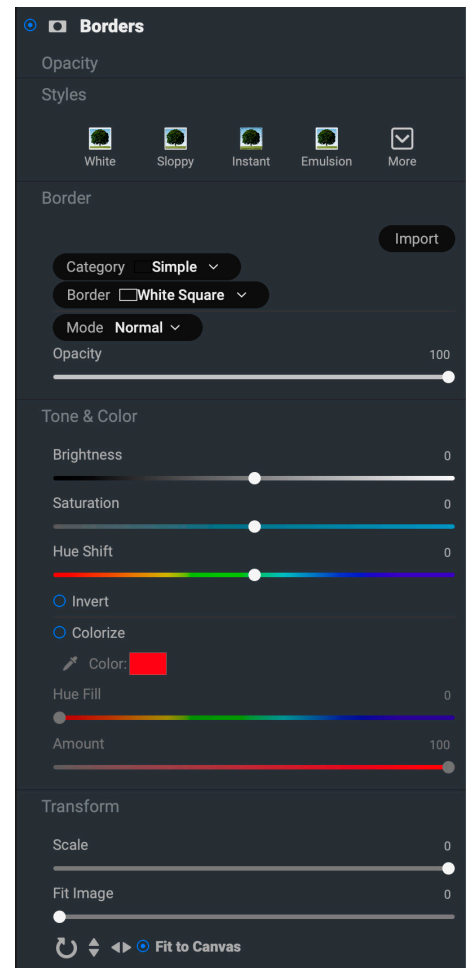 Borders
Opacity
Styles
White Sloppy Instant Emulsion More
Border
Import
Category Simple
Border White Square
Mode Normal
Opacity 100
Tone & Color
Brightness 0
Saturation 0
Hue Shift 0
Invert
Colorize
Color:
Hue Fill 0
Amount 100
Transform
Scale 0
Fit Image 0
Fit to Canvas